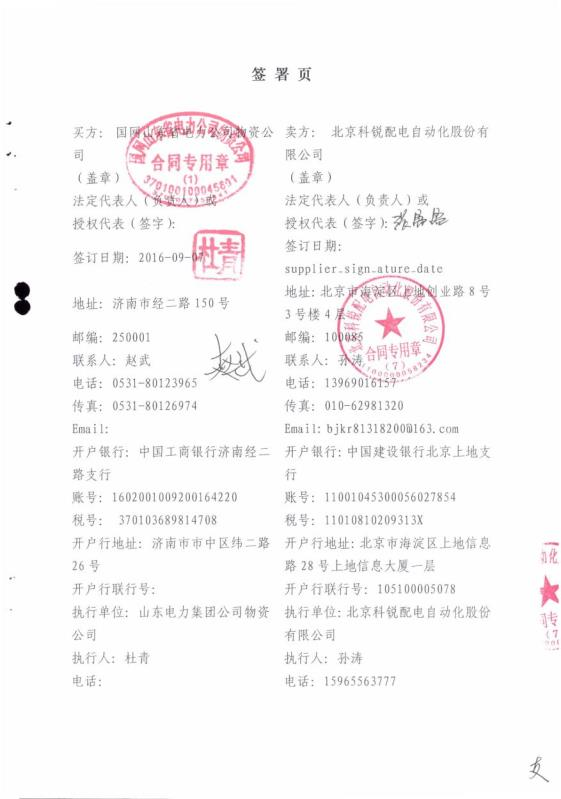 签署页
买方： 国网山东省电力公司物资公
司
（盖章）
法定代表人（负责人）或
授权代表（签字）：
签订日期：2016-09-07
地址：济南市经二路150号
邮编：250001
联系人：赵武
电话：0531-80123965
传真：0531-80126974
Email:
开户银行：中国工商银行济南经二
路支行
账号：1602001009200164220
税号： 370103689814708
开户行地址：济南市市中区纬二路
26号
开户行联行号：
执行单位：山东电力集团公司物资
公司
执行人：杜青
电话：
卖方： 北京科锐配电自动化股份有
限公司
（盖章）
法定代表人（负责人）或
授权代表（签字）：
签订日期：
supplier_sign_ature_date
地址：北京市海淀区上地创业路8号
3号楼4层
邮编：100085
联系人：孙涛
电话：13969016157
传真：010-62981320
Email:bjkr8131820@163.com
开户银行：中国建设银行北京上地支
行
账号：11001045300056027854
税号：11010810209313X
开户行地址：北京市海淀区上地信息
路28号上地信息大厦一层
开户行联行号：105100005078
执行单位：北京科锐配电自动化股份
有限公司
执行人：孙涛
电话：15965563777
国网山东省电力公司物资公司
合同专用章
(1)
370100100045691
杜青
赵武
北京科锐配电自动化股份有限公司
合同专用章
(7)